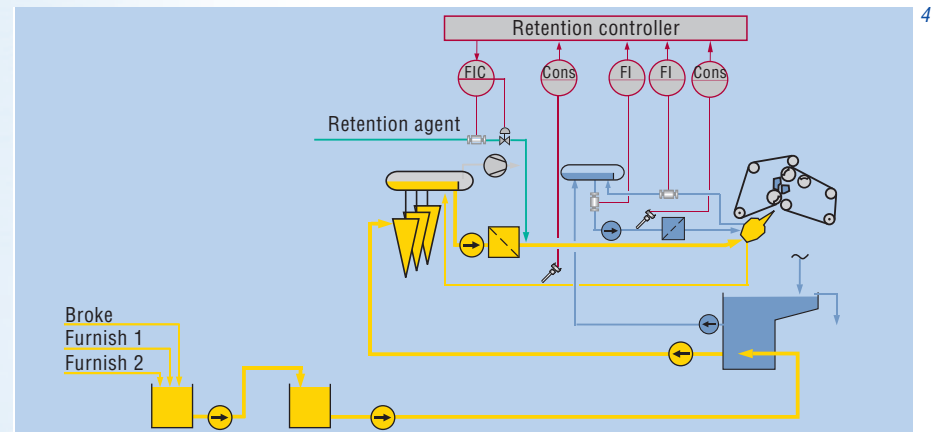 4
Retention controller
FIC
Cons
FI
FI
Cons
Retention agent
Broke
Furnish 1
Furnish 2